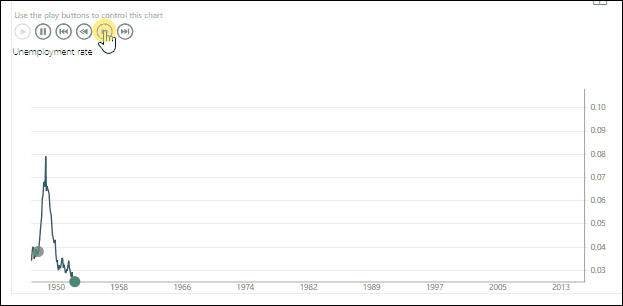 Use the play buttons to control this chart
Unemployment rate
0.10
0.09
0.08
0.07
0.06
0.05
0.04
0.03
1950 1958 1966 1974 1982 1989 1997 2005 2013